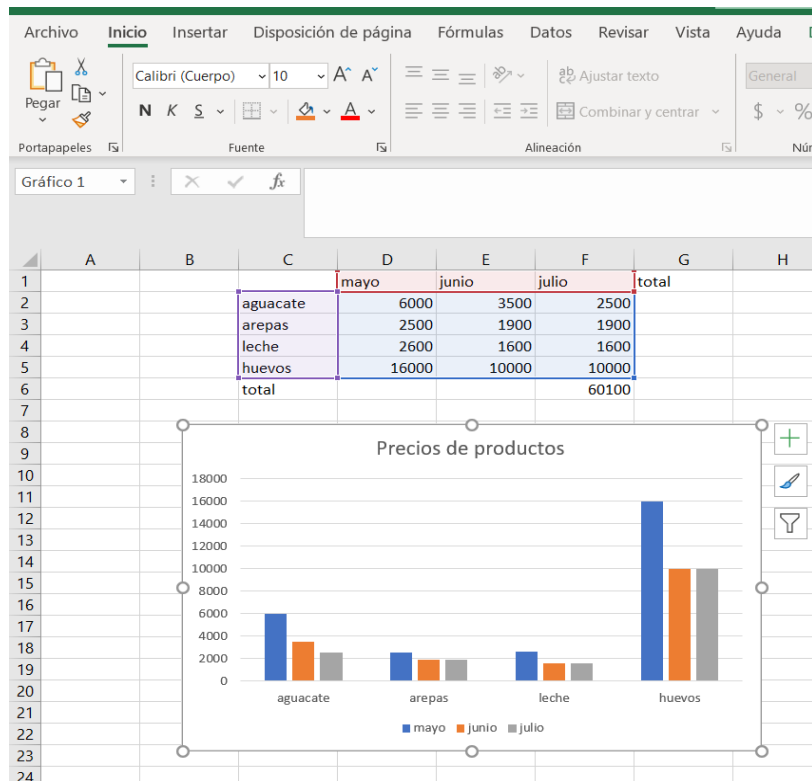 Archivo Inicio Insertar Disposición de página Fórmulas Datos Revisar Vista Ayuda
Calibri (Cuerpo) 10 A A ab Ajustar texto General
Pegar N K S A Combinar y centrar $ %
Portapapeles Fuente Alineación
Gráfico 1 fx
A B C D E F G H
1 mayo junio julio total
2 aguacate 6000 3500 2500
3 arepas 2500 1900 1900
4 leche 2600 1600 1600
5 huevos 16000 10000 10000
6 total 60100
7
8
9 Precios de productos
10 18000
11 16000
12 14000
13 12000
14 10000
15 8000
16 6000
17 4000
18 2000
19 0
20 aguacate arepas leche huevos
21 mayo junio julio
22
23
24